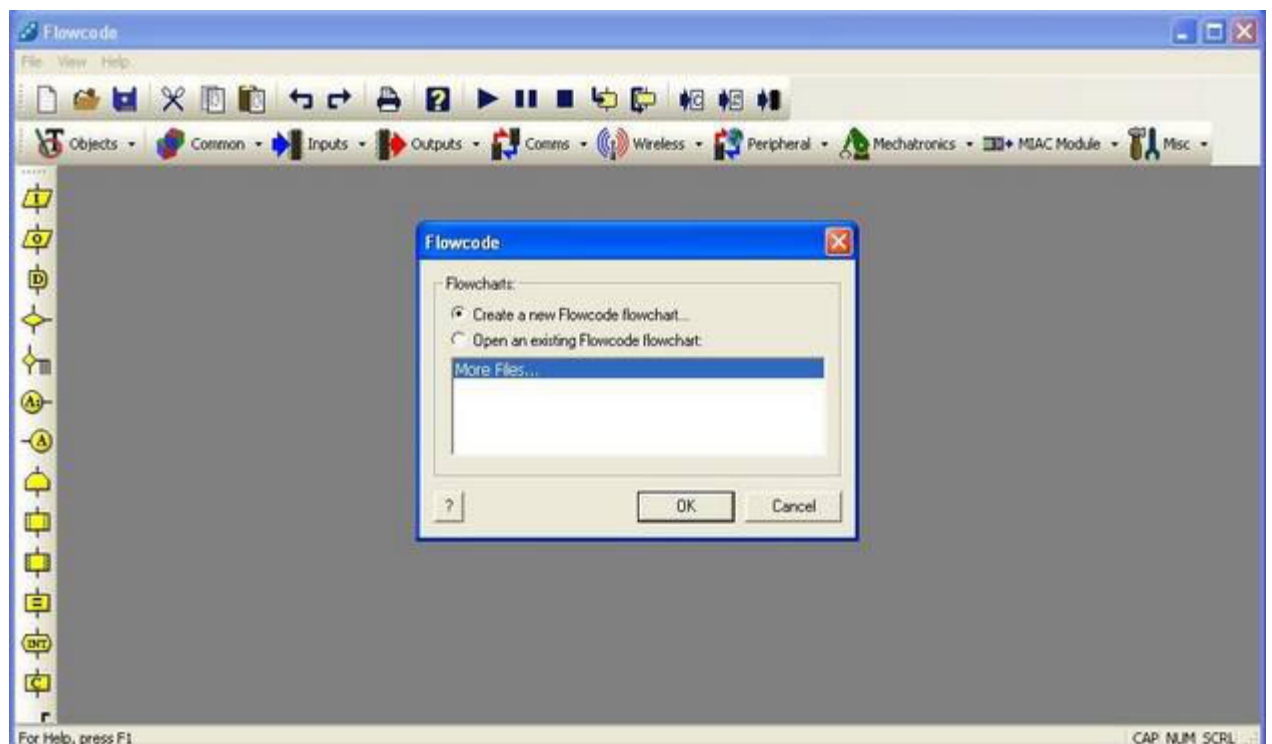 Flowcode
File View Help
Objects Common Inputs Outputs Comms Wireless Peripheral Mechatronics MIAC Module Misc
I
O
D
A:
A
=
INT
C
Flowcode
Flowcharts:
Create a new Flowcode flowchart...
Open an existing Flowcode flowchart:
More Files...
? OK Cancel
For Help, press F1 CAP NUM SCRL